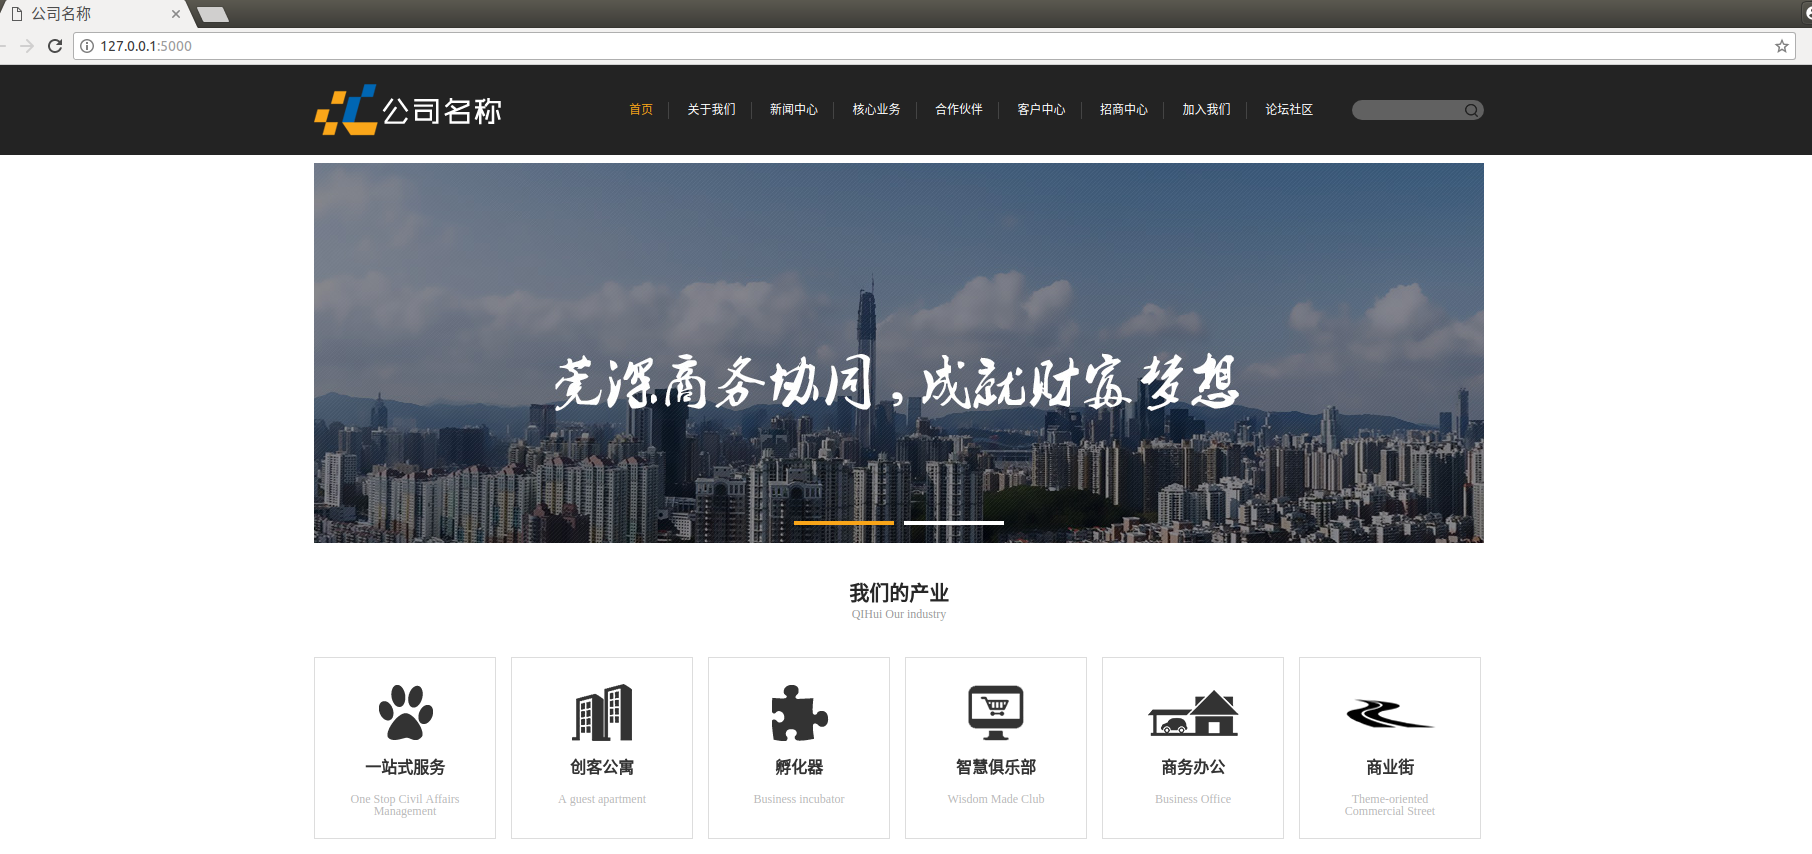 公司名称
127.0.0.1:5000
公司名称
首页 关于我们 新闻中心 核心业务 合作伙伴 客户中心 招商中心 加入我们 论坛社区
莞深商务协同,成就财富梦想
我们的产业
QIHui Our industry
一站式服务 创客公寓 孵化器 智慧俱乐部 商务办公 商业街
One Stop Civil Affairs A guest apartment Business incubator Wisdom Made Club Business Office Theme-oriented
Management Commercial Street